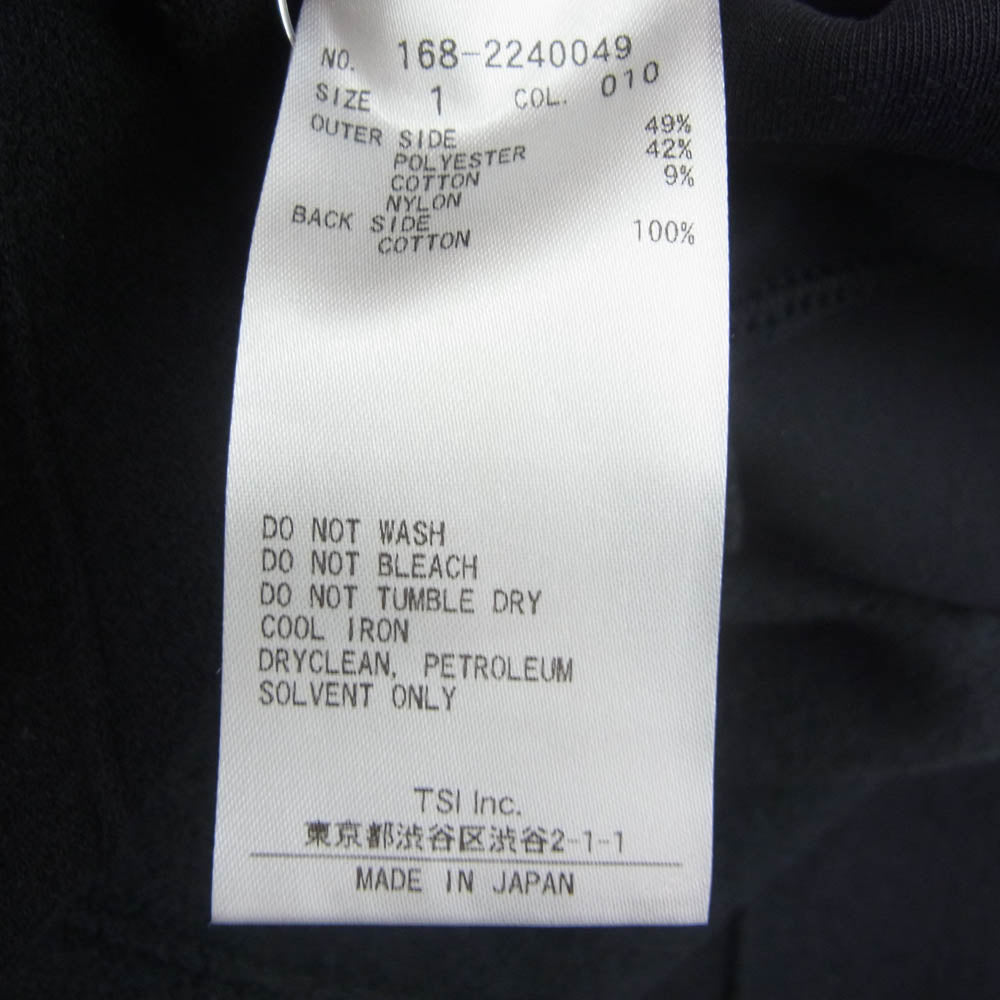 NO. 168-2240049
SIZE 1 COL. 010
OUTER SIDE
POLYESTER 49%
COTTON 42%
NYLON 9%
BACK SIDE
COTTON 100%
DO NOT WASH
DO NOT BLEACH
DO NOT TUMBLE DRY
COOL IRON
DRYCLEAN, PETROLEUM
SOLVENT ONLY
TSI Inc.
東京都渋谷区渋谷2-1-1
MADE IN JAPAN